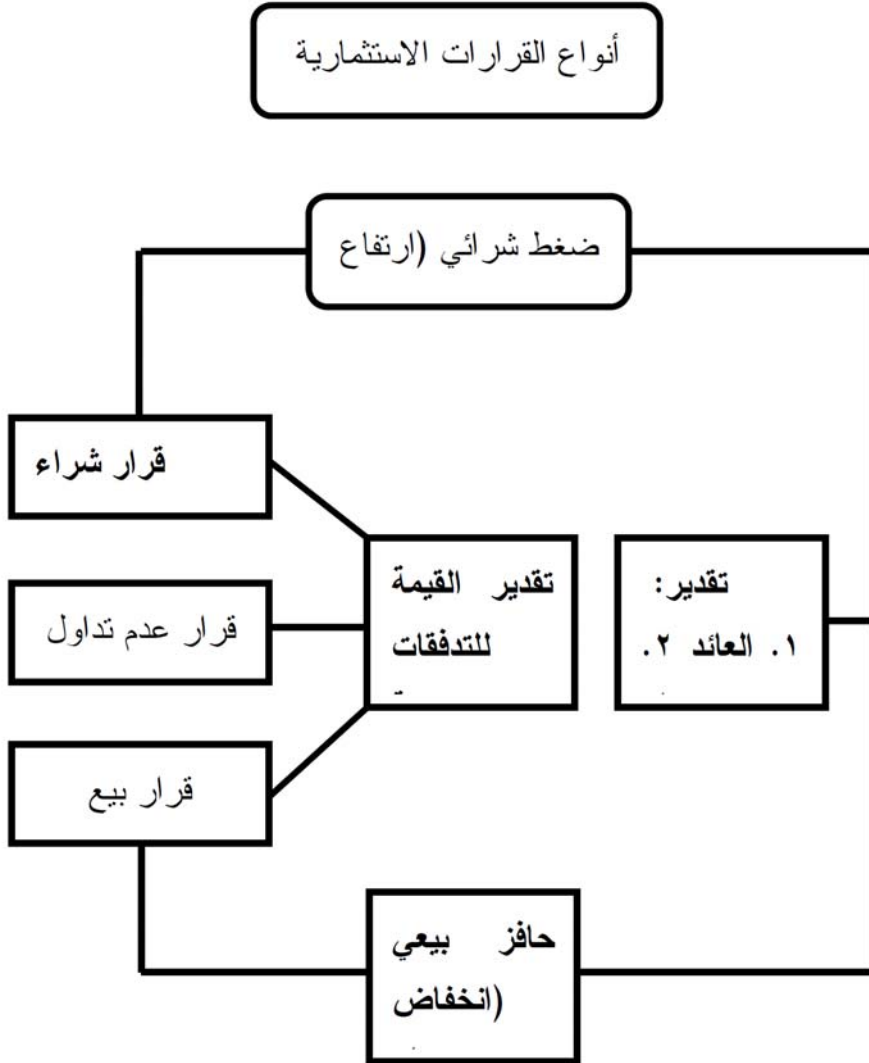 أنواع القرارات الاستثمارية
ضغط شرائي (ارتفاع
قرار شراء
تقدير:
١. العائد ٢.
تقدير القيمة
للتدفقات
قرار عدم تداول
قرار بيع
حافز بيعي
(انخفاض